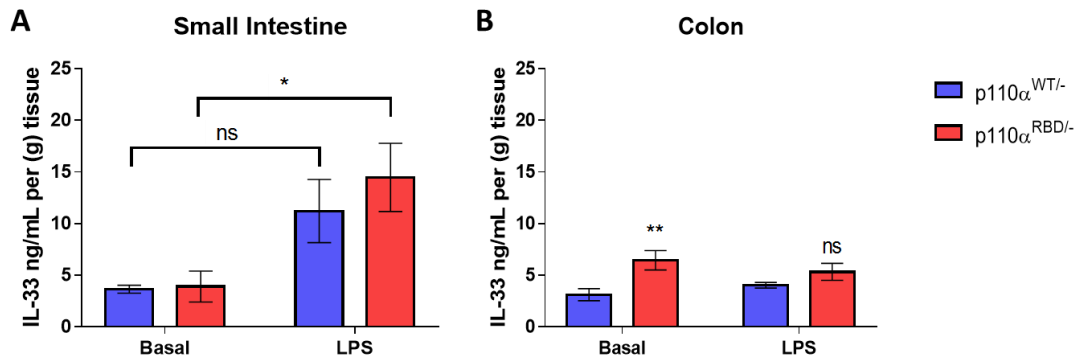 A
Small Intestine
IL-33 ng/mL per (g) tissue
25
20
15
10
5
0
*
ns
Basal
LPS
B
Colon
IL-33 ng/mL per (g) tissue
25
20
15
10
5
0
**
ns
Basal
LPS
p110α^WT/-
p110α^RBD/-